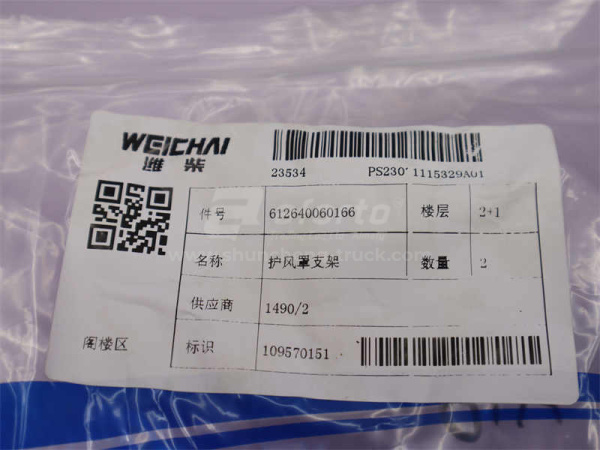 WEICHAI
潍柴
23534 PS230 1115329A01
件号 612640060166 楼层 2+1
名称 护风罩支架 数量 2
供应商 1490/2
阁楼区 标识 109570151